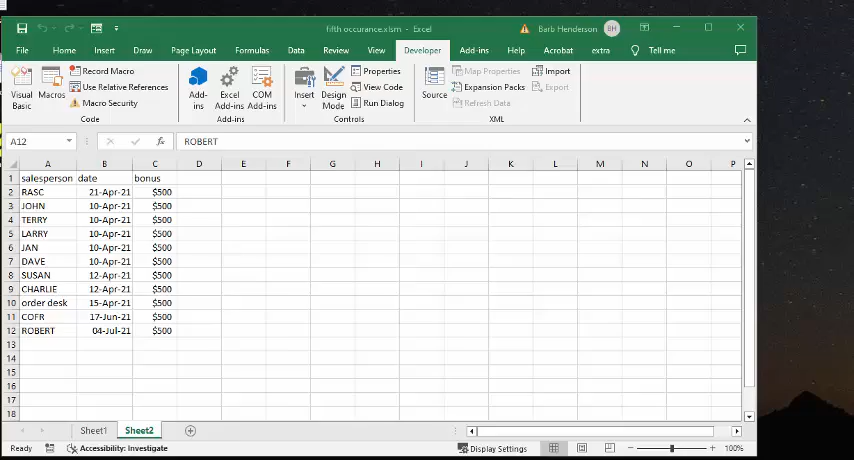 fifth occurance.xlsm - Excel
Barb Henderson
BH
File Home Insert Draw Page Layout Formulas Data Review View Developer Add-ins Help Acrobat extra Tell me
Visual Basic
Macros
Record Macro
Use Relative References
Macro Security
Code
Add-ins
Excel Add-ins
COM Add-ins
Add-ins
Insert
Design Mode
Properties
View Code
Run Dialog
Controls
Source
Map Properties
Expansion Packs
Refresh Data
Import
Export
XML
A12 fx ROBERT
A B C D E F G H I J K L M N O P
1 salesperson date bonus
2 RASC 21-Apr-21 $500
3 JOHN 10-Apr-21 $500
4 TERRY 10-Apr-21 $500
5 LARRY 10-Apr-21 $500
6 JAN 10-Apr-21 $500
7 DAVE 10-Apr-21 $500
8 SUSAN 12-Apr-21 $500
9 CHARLIE 12-Apr-21 $500
10 order desk 15-Apr-21 $500
11 COFR 17-Jun-21 $500
12 ROBERT 04-Jul-21 $500
13
14
15
16
17
18
Sheet1 Sheet2
Ready Accessibility: Investigate Display Settings 100%